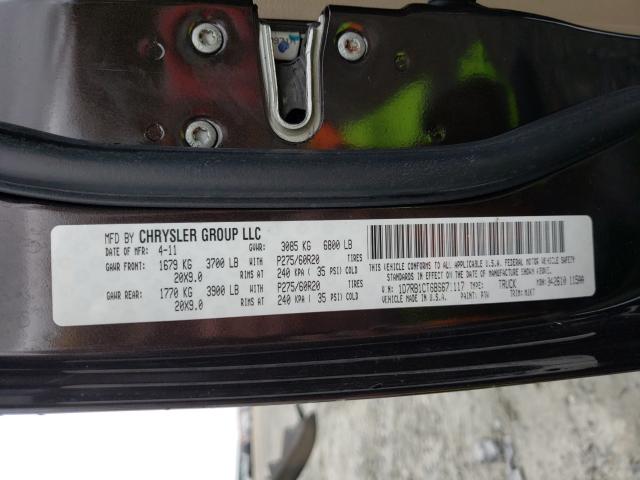 MFD BY CHRYSLER GROUP LLC
DATE OF MFR: 4-11 GVWR: 3085 KG 6800 LB
GAWR FRONT: 1679 KG 3700 LB WITH P275/60R20 TIRES
20X9.0 RIMS AT 240 KPA ( 35 PSI) COLD
GAWR REAR: 1770 KG 3900 LB WITH P275/60R20 TIRES
20X9.0 RIMS AT 240 KPA ( 35 PSI) COLD
THIS VEHICLE CONFORMS TO ALL APPLICABLE U.S.A. FEDERAL MOTOR VEHICLE SAFETY
STANDARDS IN EFFECT ON THE DATE OF MANUFACTURE SHOWN ABOVE.
TYPE: TRUCK
VEHICLE MADE IN U.S.A. PAINT: TRIM: